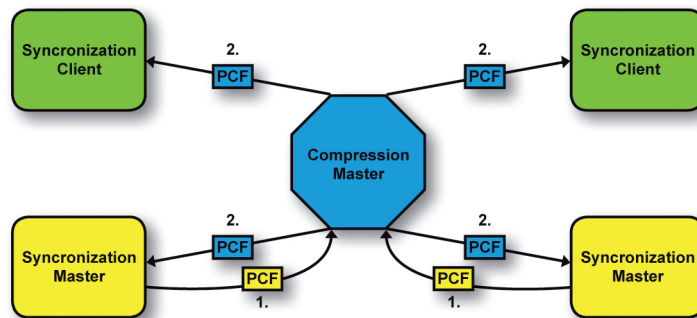 Syncronization
Client
2.
PCF
2.
PCF
Syncronization
Client
Compression
Master
Syncronization
Master
2.
PCF
PCF
1.
2.
PCF
PCF
1.
Syncronization
Master